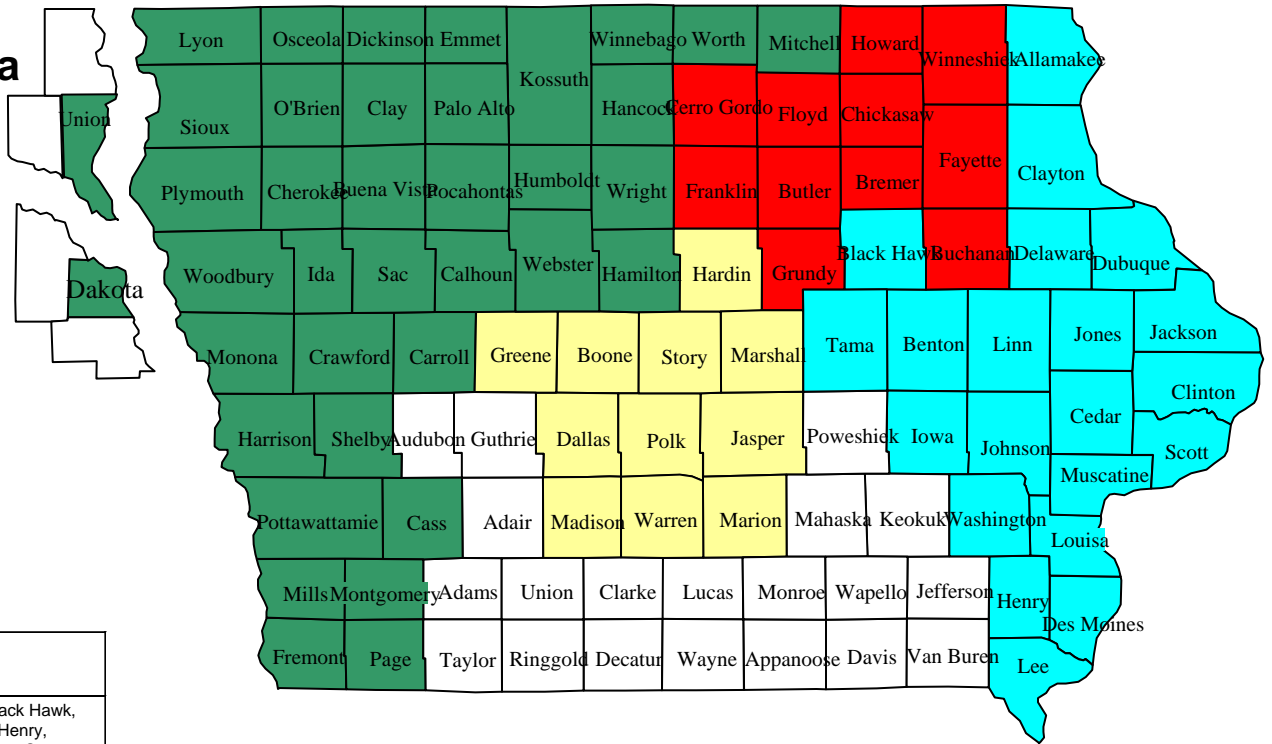 a
Lyon Osceola Dickinson Emmet Winnebago Worth Mitchell Howard Winneshiek Allamakee
Kossuth
O'Brien Clay Palo Alto Hancock Cerro Gordo Floyd Chickasaw
Union Sioux
Fayette Clayton
Plymouth Cherokee Buena Vista Pocahontas Humboldt Wright Franklin Butler Bremer
Woodbury Ida Sac Calhoun Webster Hamilton Hardin Grundy Black Hawk Buchanan Delaware Dubuque
Dakota
Monona Crawford Carroll Greene Boone Story Marshall Tama Benton Linn Jones Jackson
Clinton
Harrison Shelby Audubon Guthrie Dallas Polk Jasper Poweshiek Iowa Johnson Cedar Scott
Muscatine
Pottawattamie Cass Adair Madison Warren Marion Mahaska Keokuk Washington Louisa
Mills Montgomery Adams Union Clarke Lucas Monroe Wapello Jefferson Henry Des Moines
Fremont Page Taylor Ringgold Decatur Wayne Appanoose Davis Van Buren Lee
ack Hawk,
Henry,